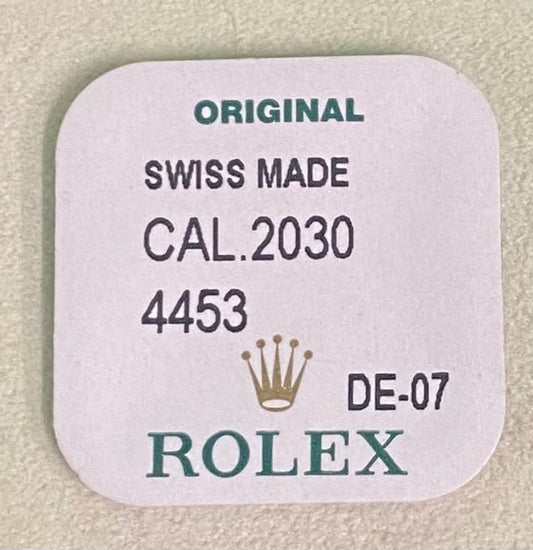 ORIGINAL
SWISS MADE
CAL.2030
4453
DE-07
ROLEX